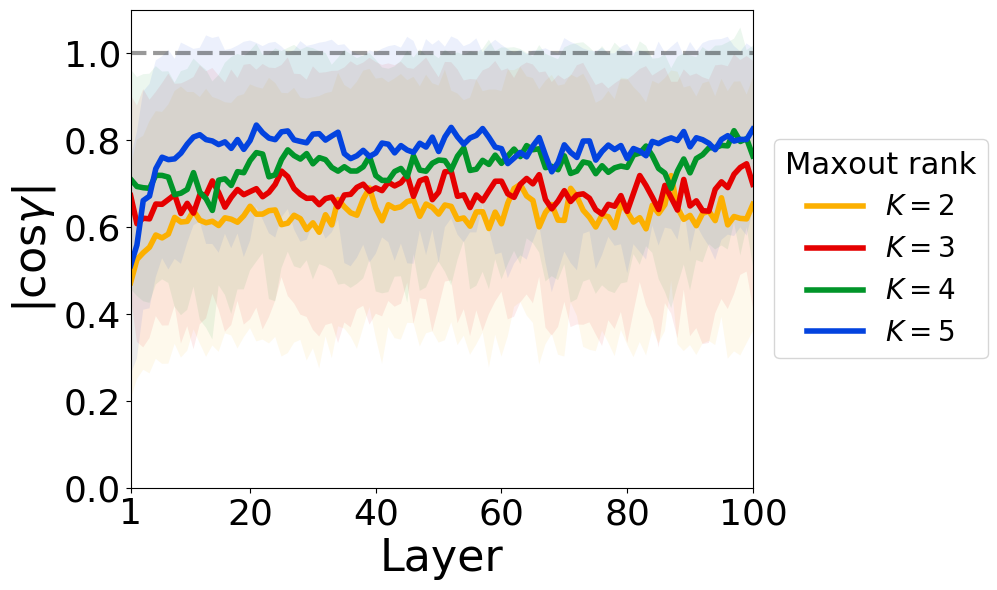 |cosγ|
1.0
0.8
0.6
0.4
0.2
0.0
1 20 40 60 80 100
Layer
Maxout rank
K = 2
K = 3
K = 4
K = 5